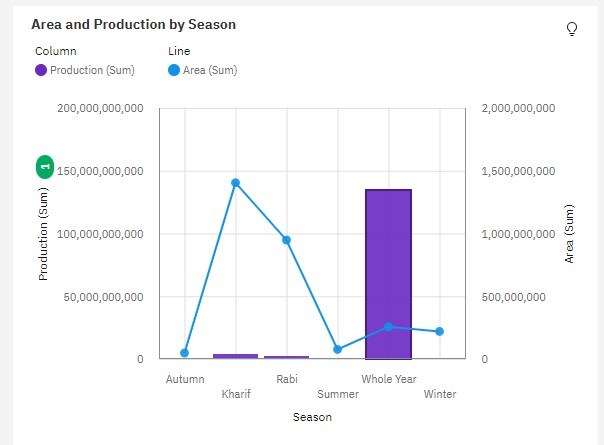 Area and Production by Season
Column
Line
Production (Sum)
Area (Sum)
200,000,000,000
150,000,000,000
100,000,000,000
50,000,000,000
0
1
Production (Sum)
2,000,000,000
1,500,000,000
1,000,000,000
500,000,000
0
Area (Sum)
Autumn
Kharif
Rabi
Summer
Whole Year
Winter
Season